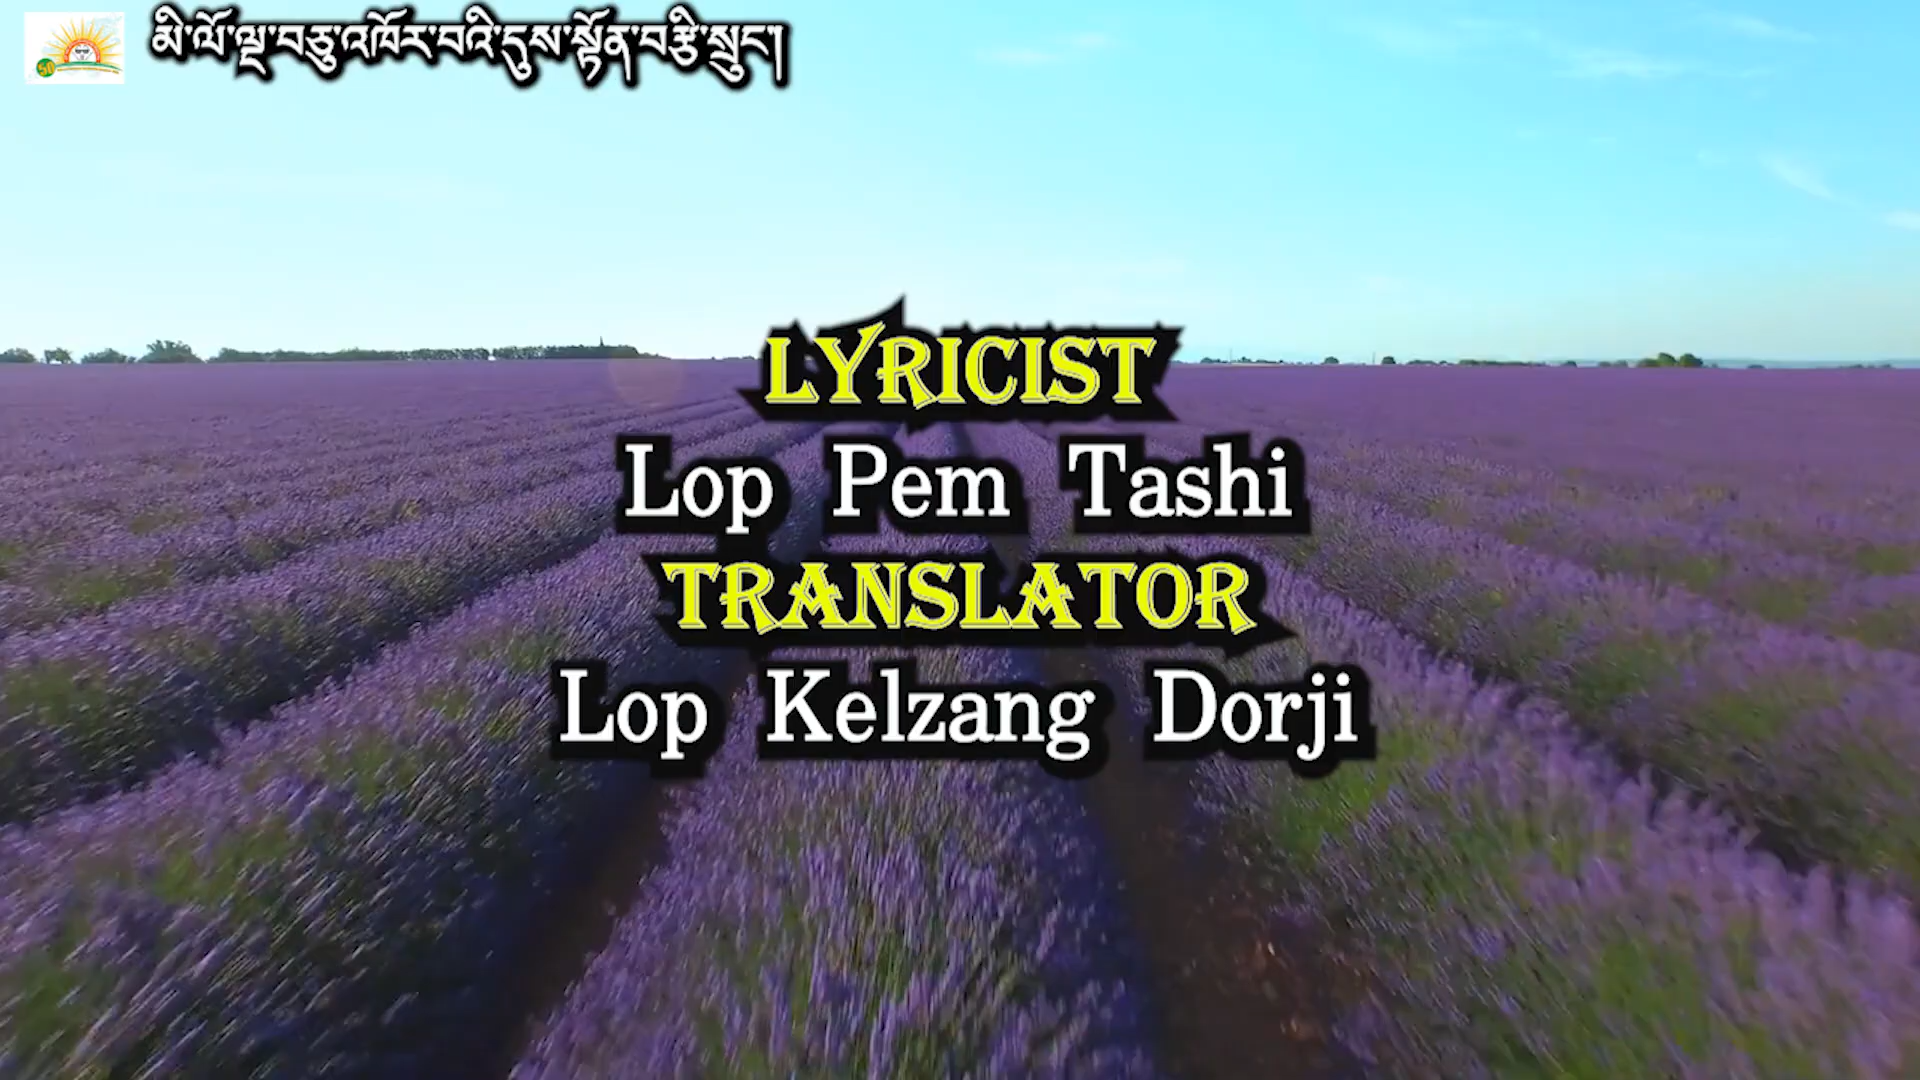 མི་ལོ་ལྔ་བཅུ་འཁོར་བའི་དུས་སྟོན་བརྩི་སྲུང་།
LYRICIST
Lop Pem Tashi
TRANSLATOR
Lop Kelzang Dorji